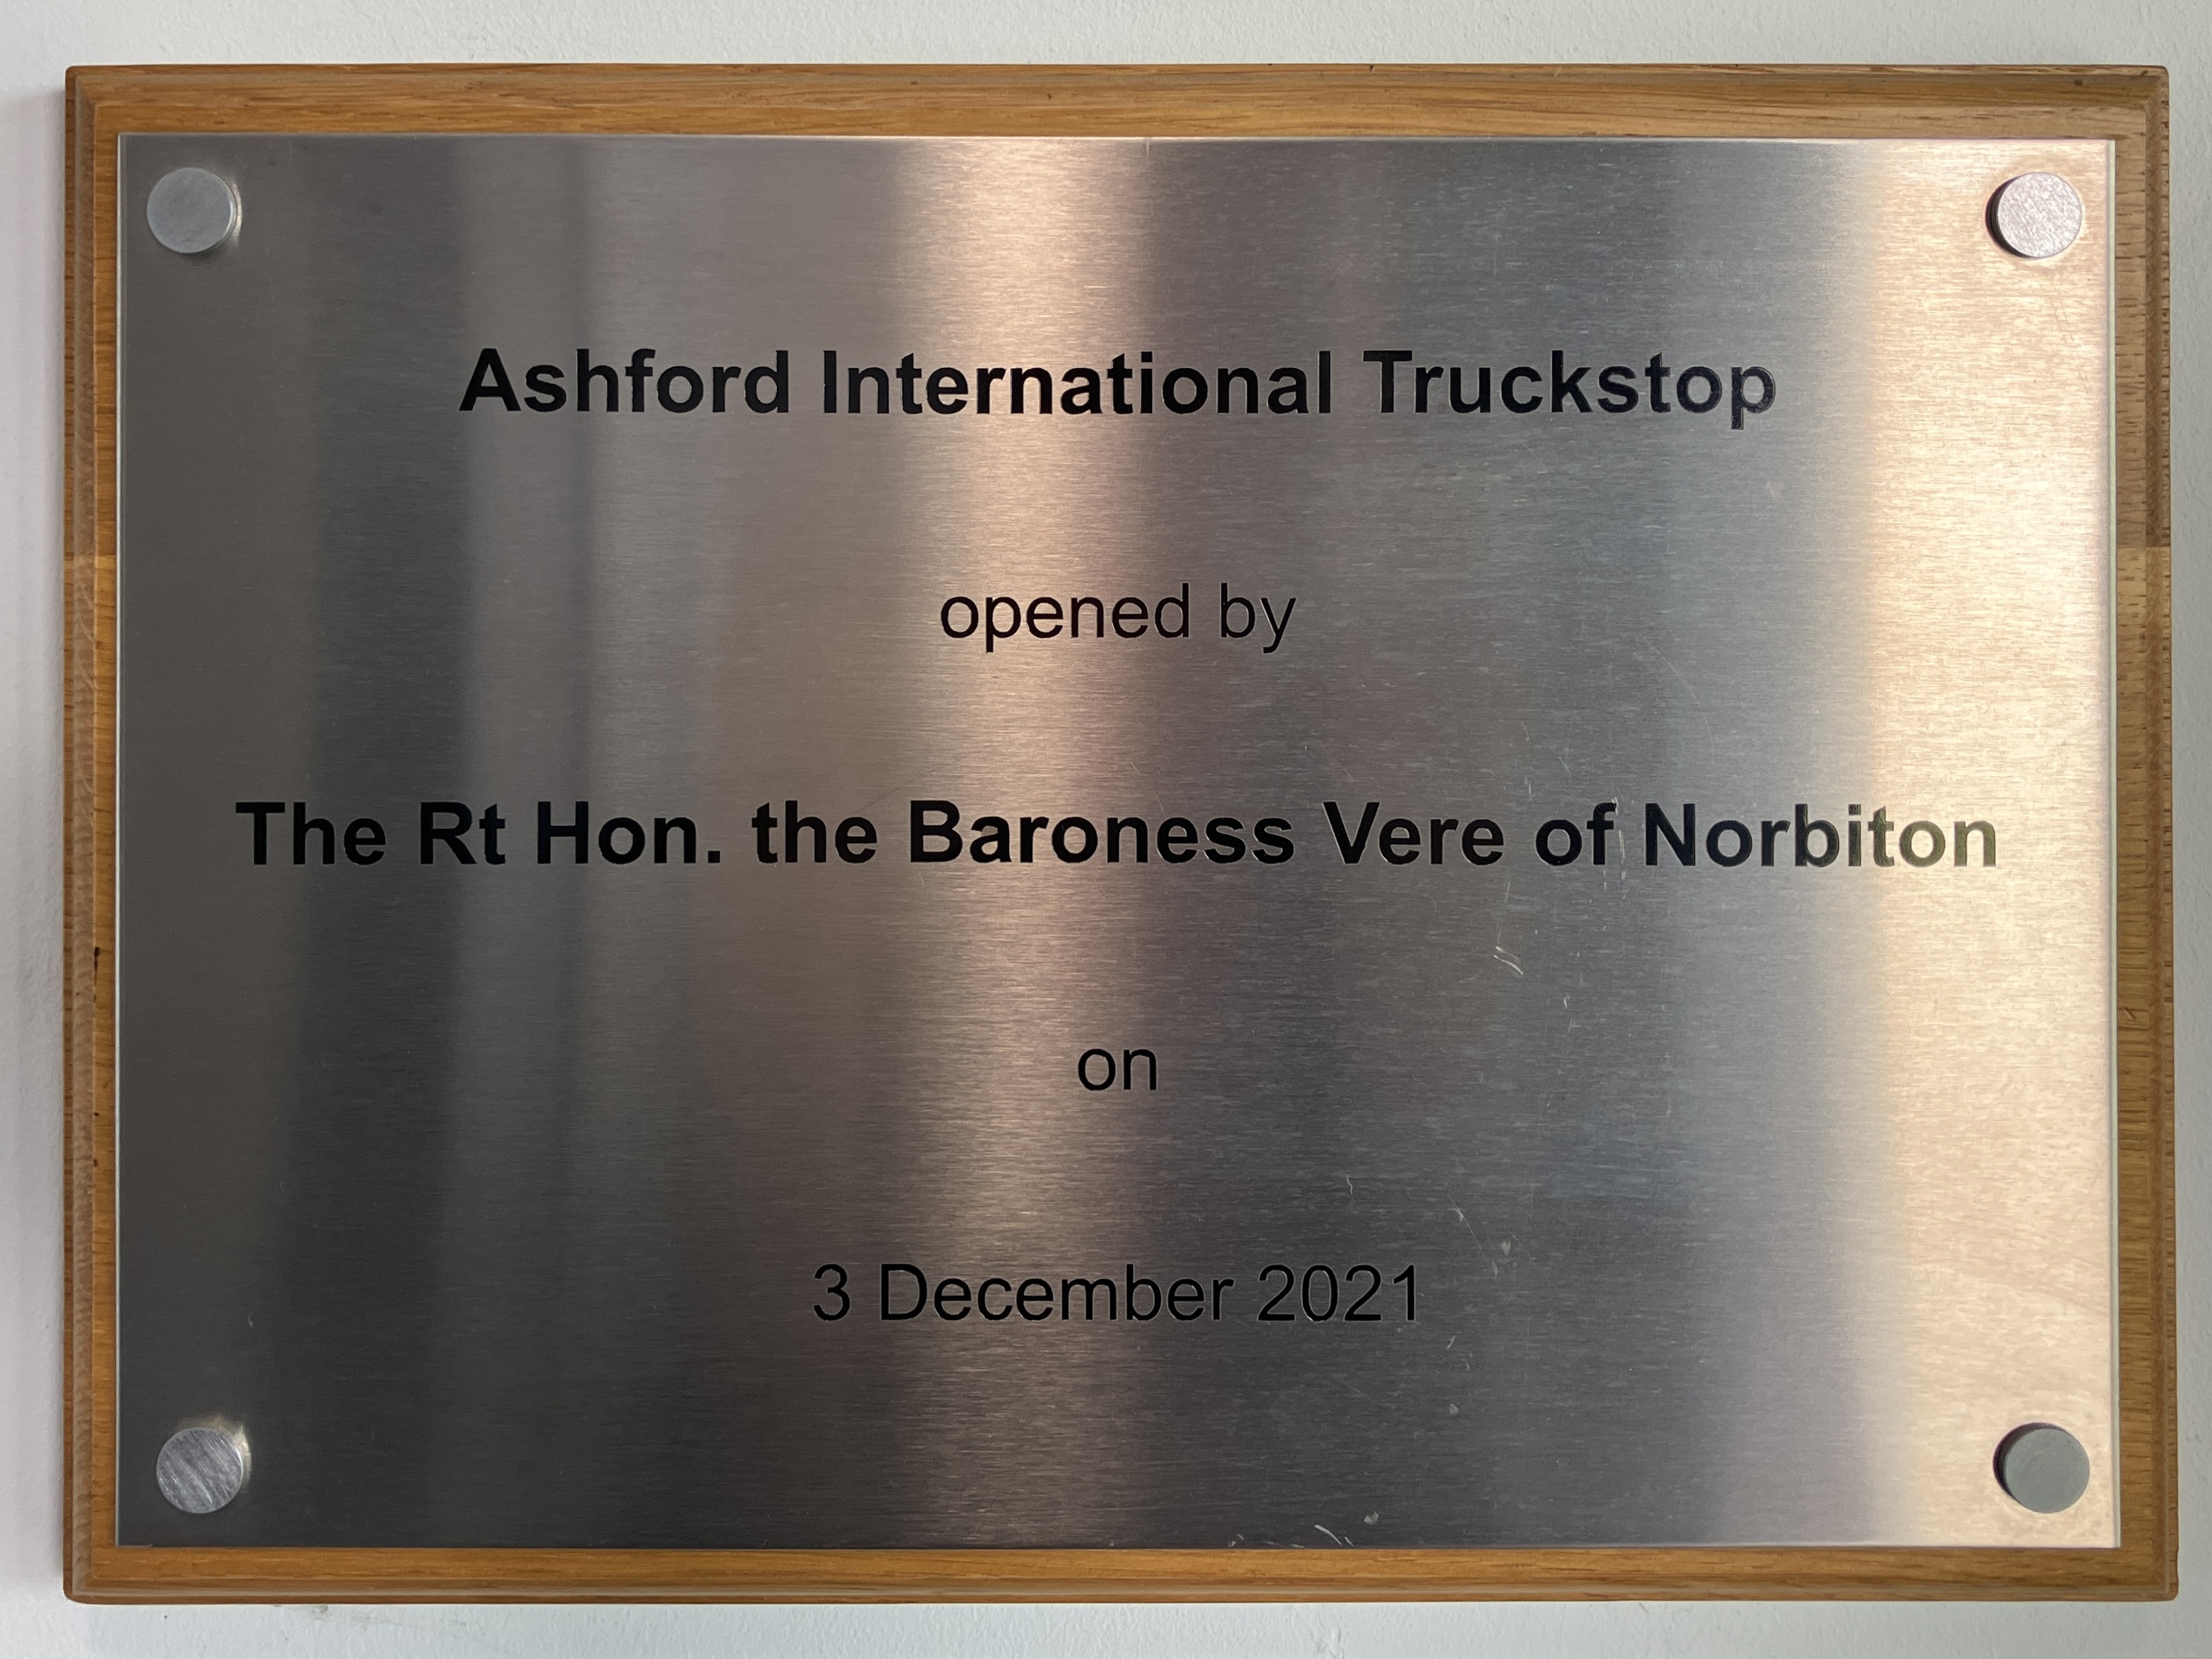 Ashford International Truckstop
opened by
The Rt Hon. the Baroness Vere of Norbiton
on
3 December 2021